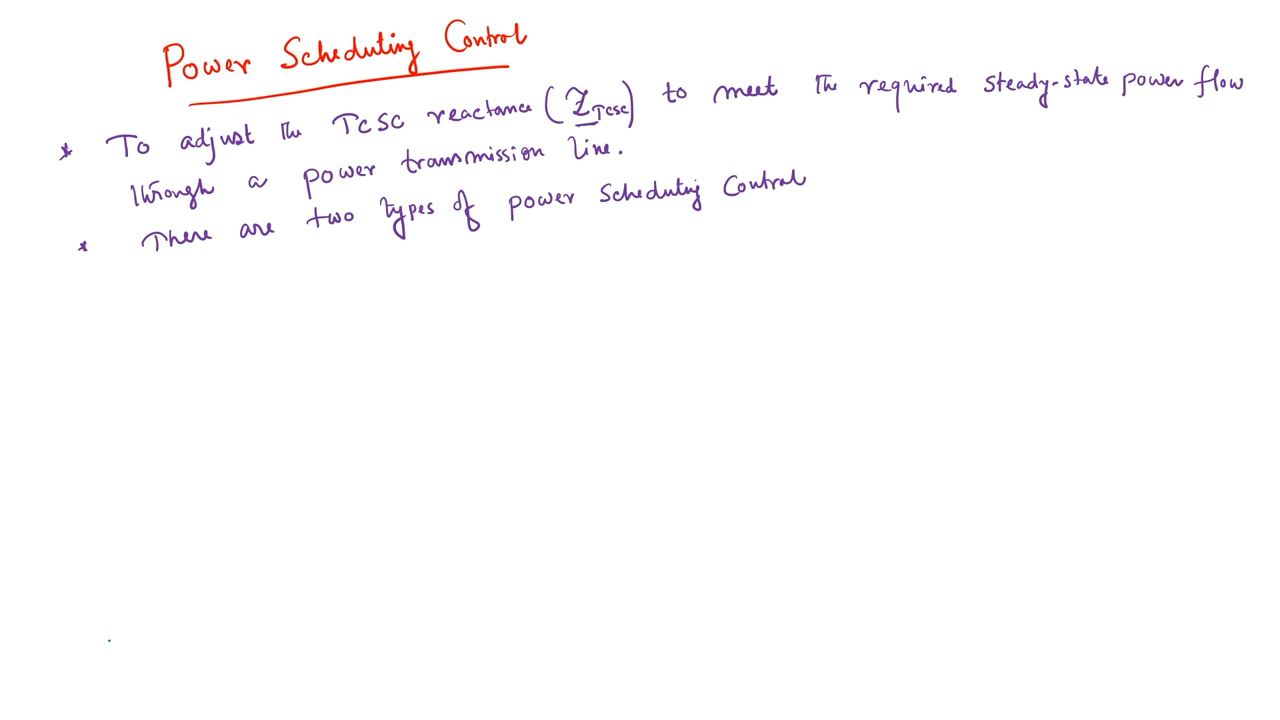 Power Scheduling Control
* To adjust the TCSC reactance (Z_TCSC) to meet the required steady-state power flow
through a power transmission line.
* There are two types of power Scheduling Control